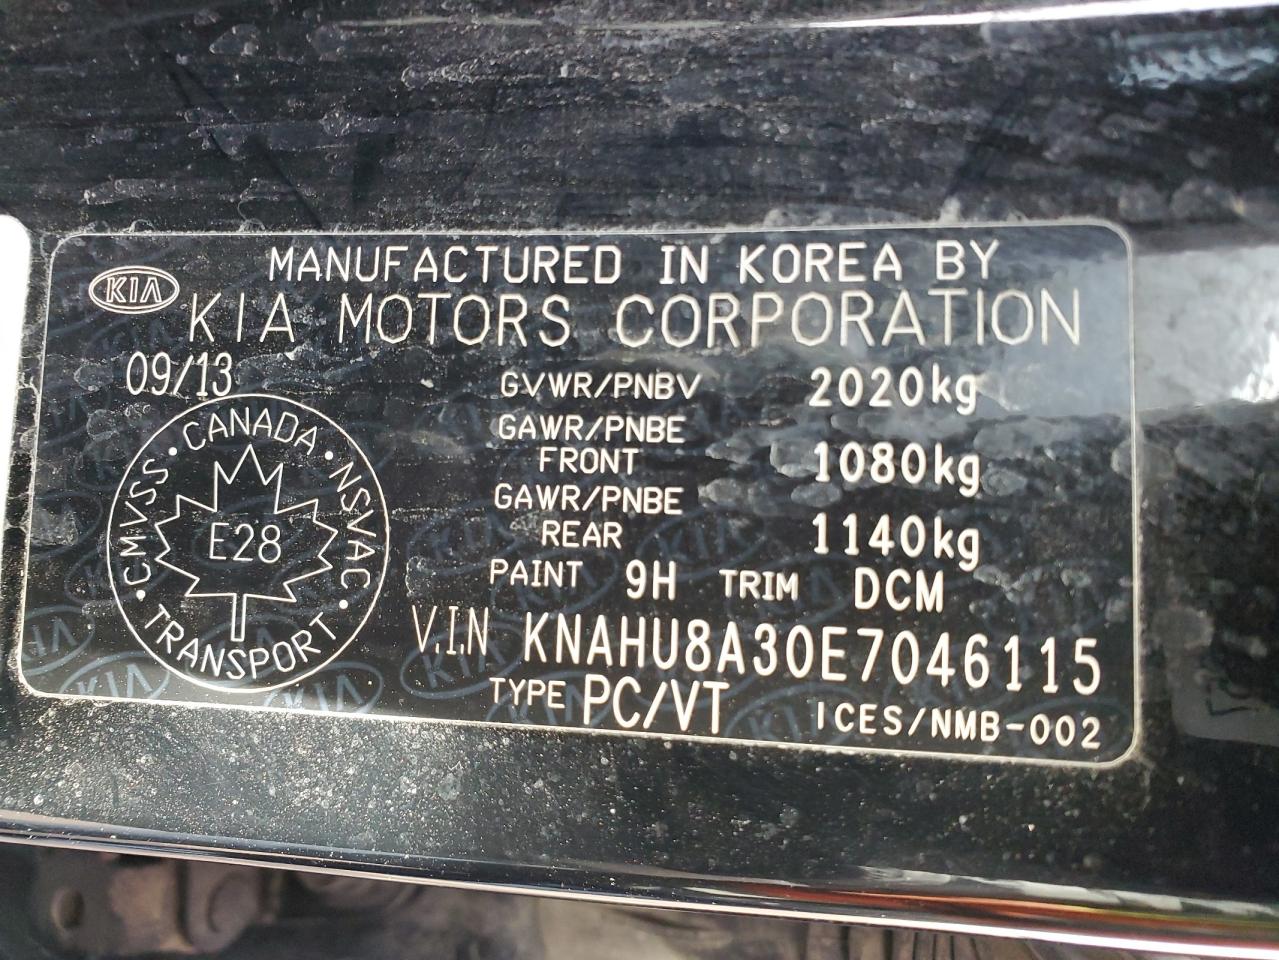 MANUFACTURED IN KOREA BY
KIA
KIA MOTORS CORPORATION
09/13
GVWR/PNBV 2020kg
GAWR/PNBE
FRONT 1080kg
GAWR/PNBE
REAR 1140kg
PAINT 9H TRIM DCM
V.I.N KNAHU8A30E7046115
TYPE PC/VT ICES/NMB-002
CMVSS · CANADA · NSVAC · TRANSPORT ·
E28